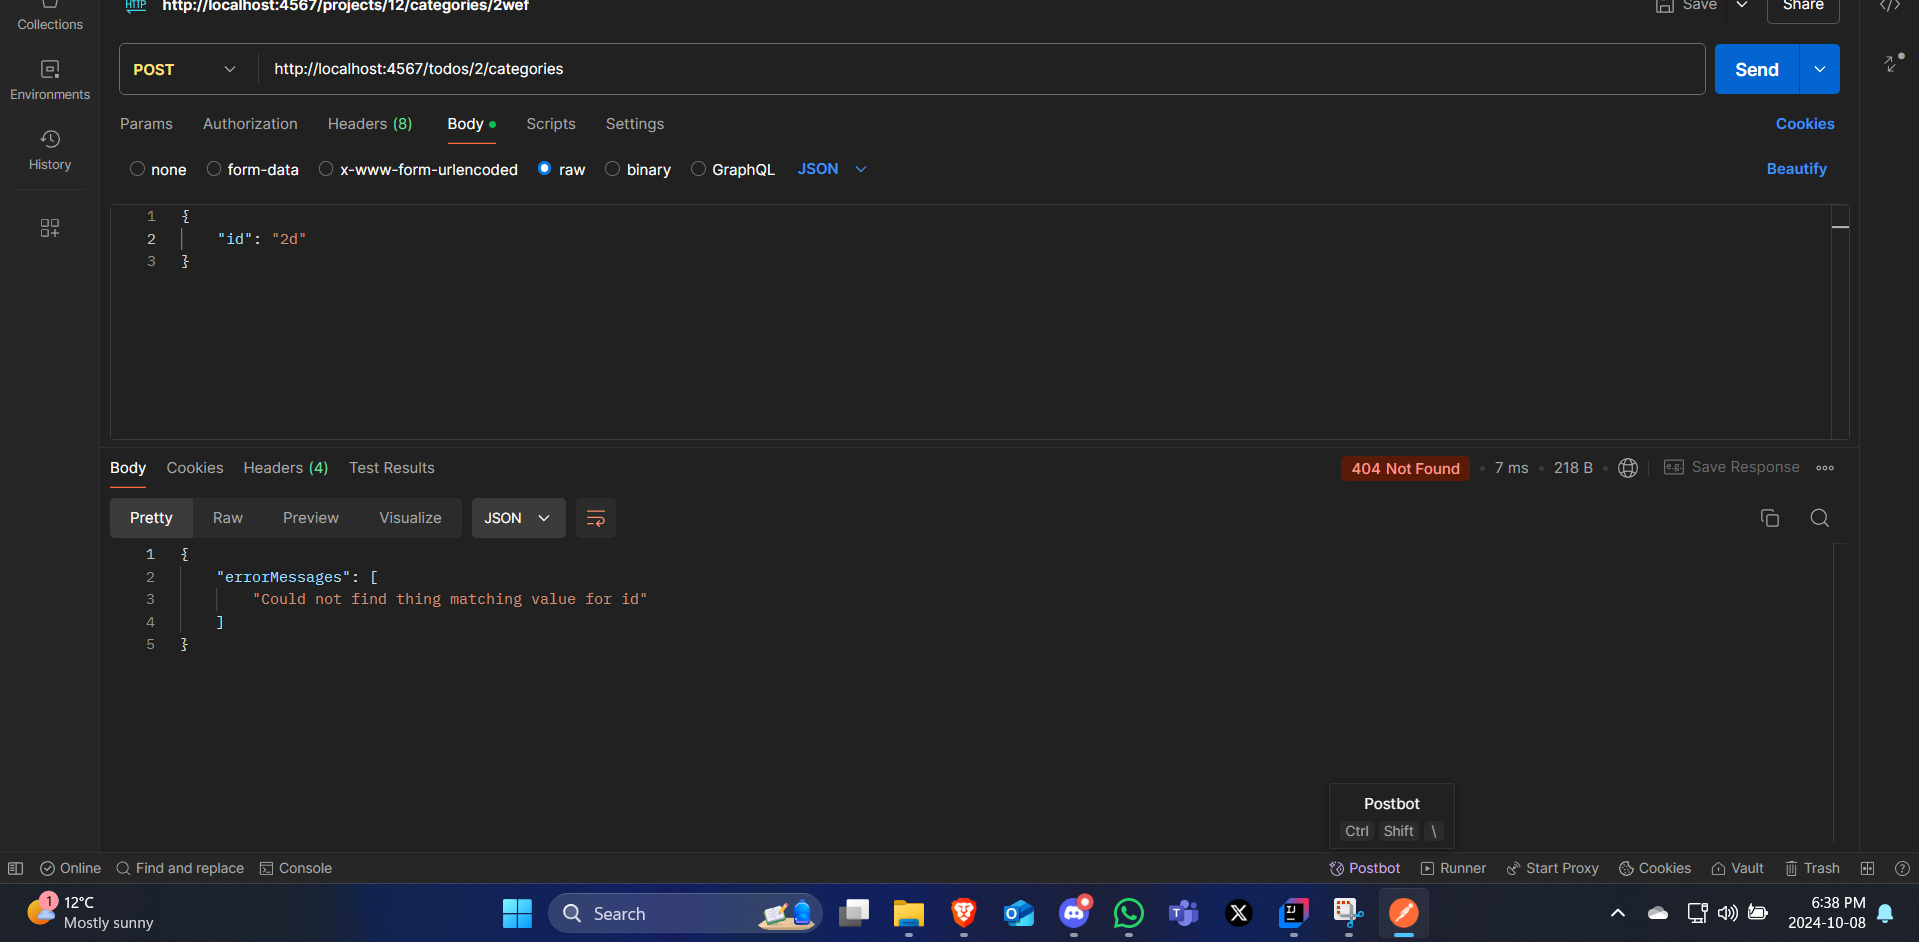 HTTP http://localhost:4567/projects/12/categories/2wef Save Share
Collections
POST http://localhost:4567/todos/2/categories Send
Environments
Params Authorization Headers (8) Body Scripts Settings Cookies
History
none form-data x-www-form-urlencoded raw binary GraphQL JSON Beautify
1 {
2 "id": "2d"
3 }
Body Cookies Headers (4) Test Results 404 Not Found 7 ms 218 B e.g. Save Response
Pretty Raw Preview Visualize JSON
1 {
2 "errorMessages": [
3 "Could not find thing matching value for id"
4 ]
5 }
Postbot
Ctrl Shift \
Online Find and replace Console Postbot Runner Start Proxy Cookies Vault Trash
1 12°C
Mostly sunny
Search
6:38 PM
2024-10-08